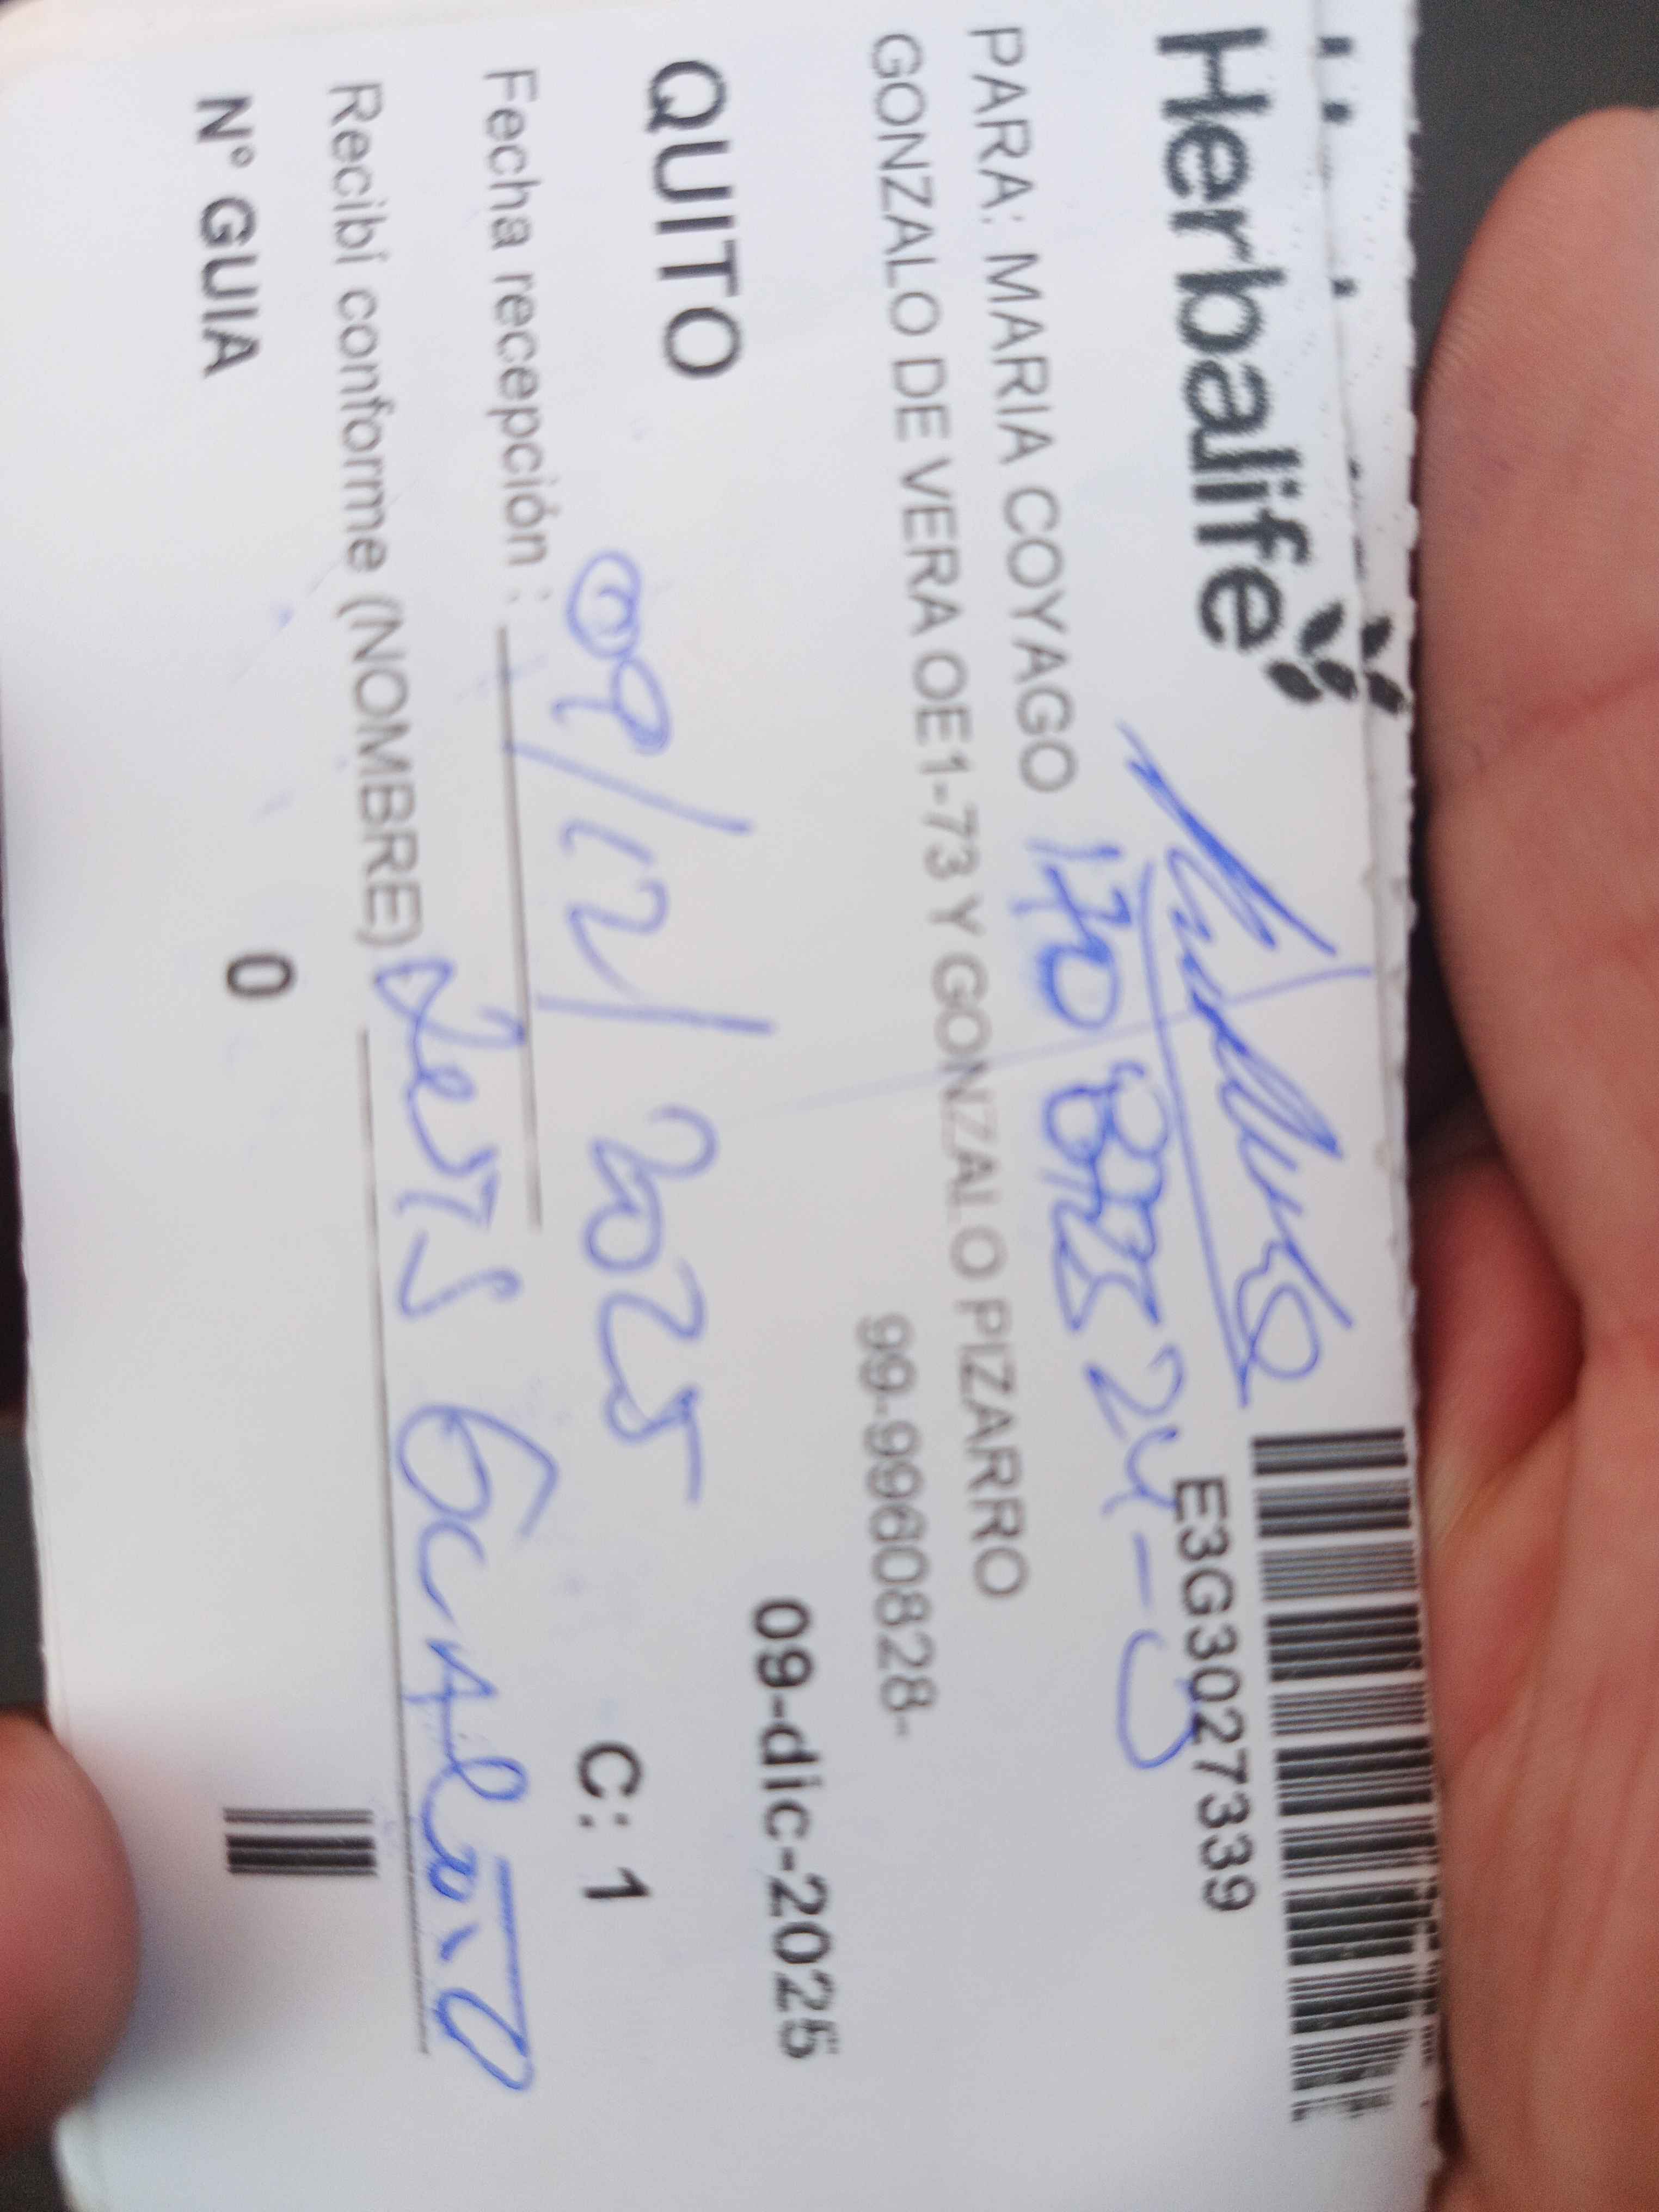 Herbalife
E3G3027339
PARA: MARIA COYAGO
GONZALO DE VERA OE1-73 Y GONZALO PIZARRO
99-99608828-
09-dic-2025
QUITO
C: 1
Fecha recepción : 09/12/2025
Recibí conforme (NOMBRE)
N° GUIA 0